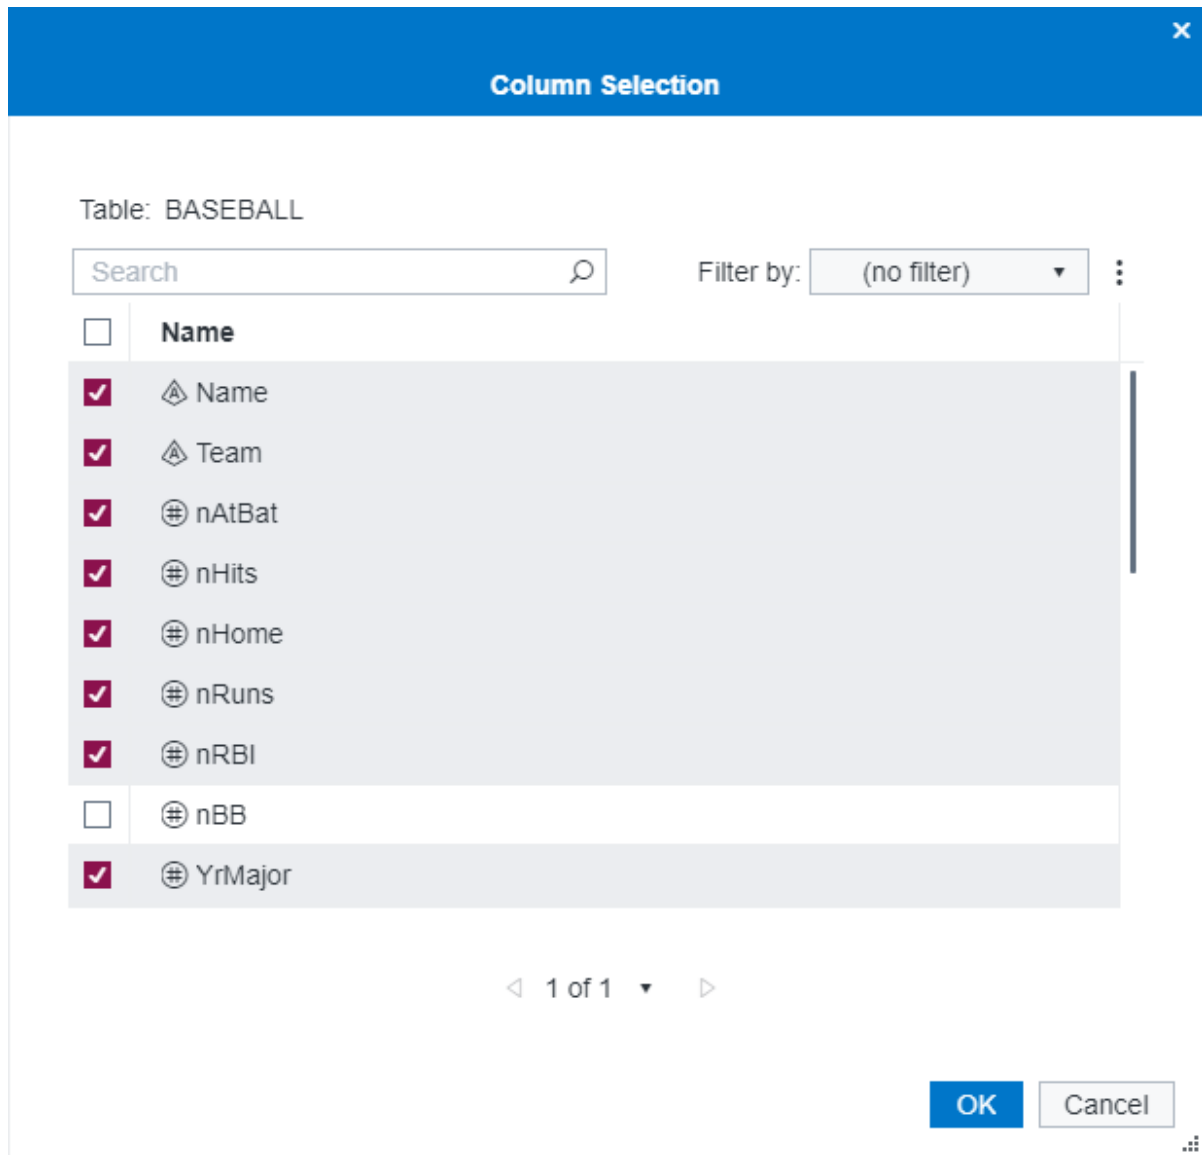 Column Selection
Table: BASEBALL
Search
Filter by: (no filter)
Name
Name
Team
nAtBat
nHits
nHome
nRuns
nRBI
nBB
YrMajor
1 of 1
OK Cancel